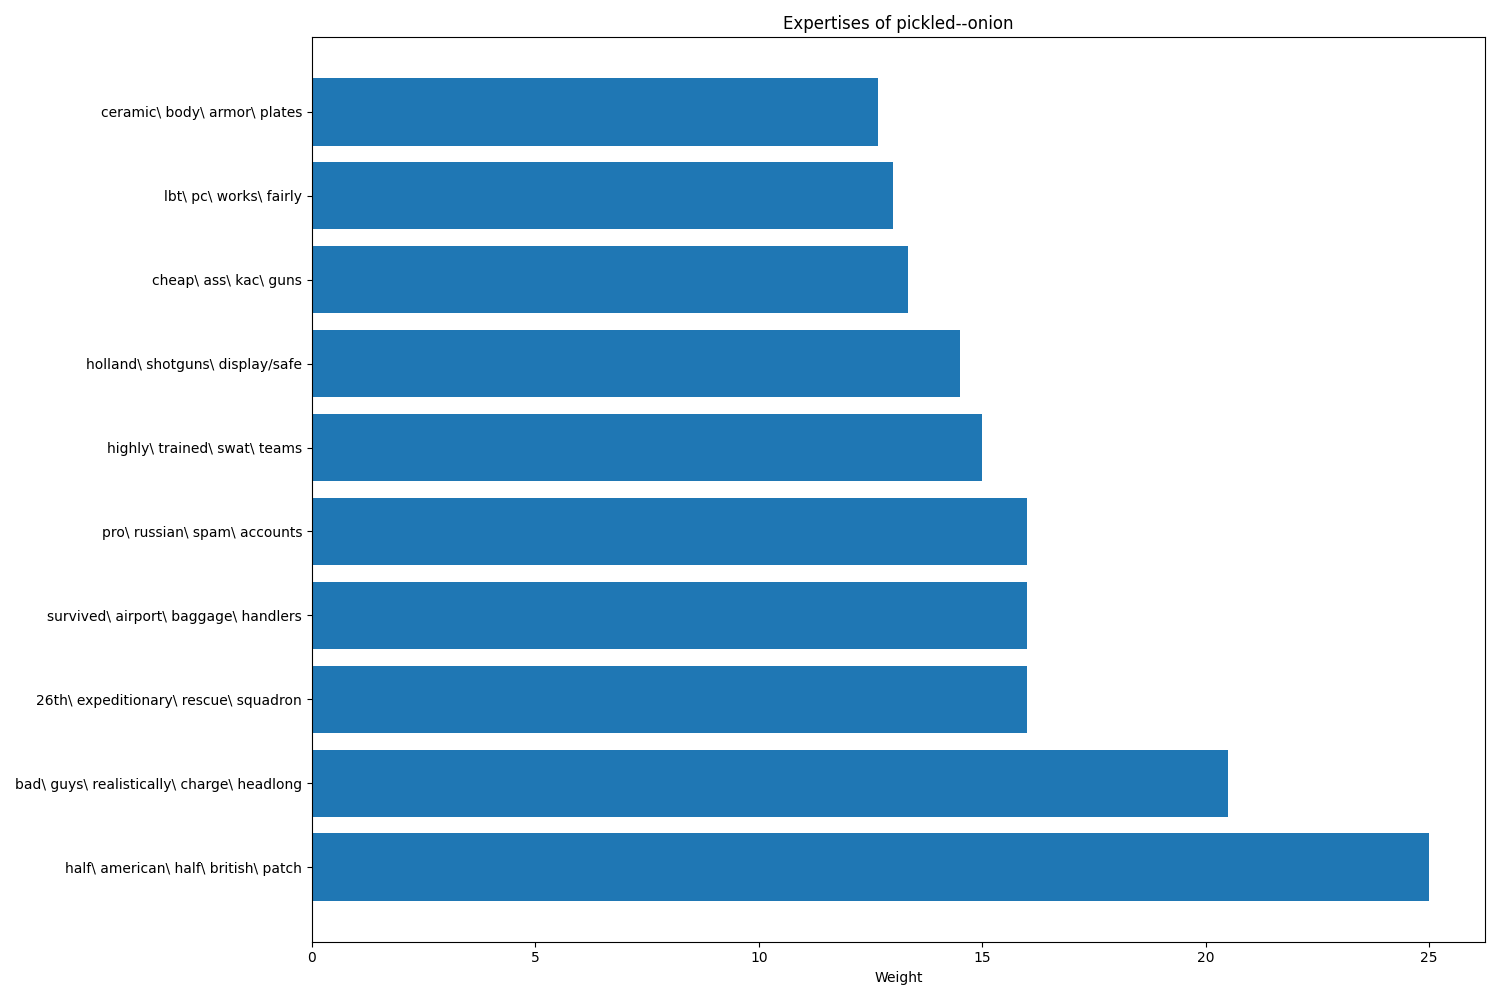 Expertises of pickled--onion
ceramic\ body\ armor\ plates
lbt\ pc\ works\ fairly
cheap\ ass\ kac\ guns
holland\ shotguns\ display/safe
highly\ trained\ swat\ teams
pro\ russian\ spam\ accounts
survived\ airport\ baggage\ handlers
26th\ expeditionary\ rescue\ squadron
bad\ guys\ realistically\ charge\ headlong
half\ american\ half\ british\ patch
0 5 10 15 20 25
Weight